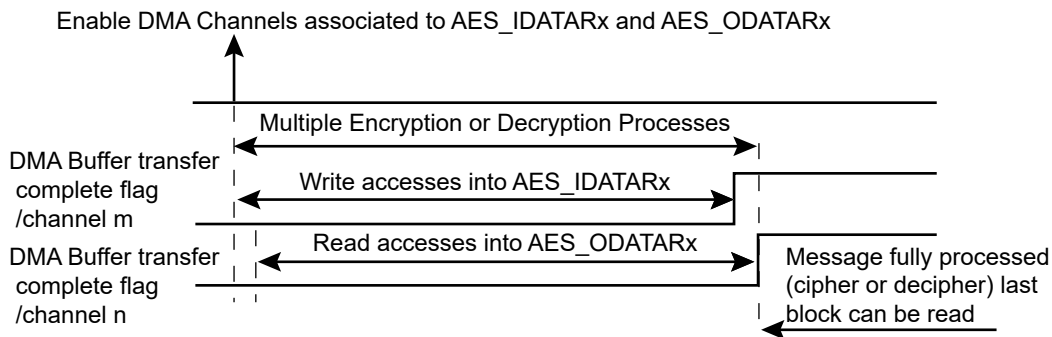 Enable DMA Channels associated to AES_IDATARx and AES_ODATARx
Multiple Encryption or Decryption Processes
DMA Buffer transfer
complete flag
/channel m
Write accesses into AES_IDATARx
DMA Buffer transfer
complete flag
/channel n
Read accesses into AES_ODATARx
Message fully processed
(cipher or decipher) last
block can be read